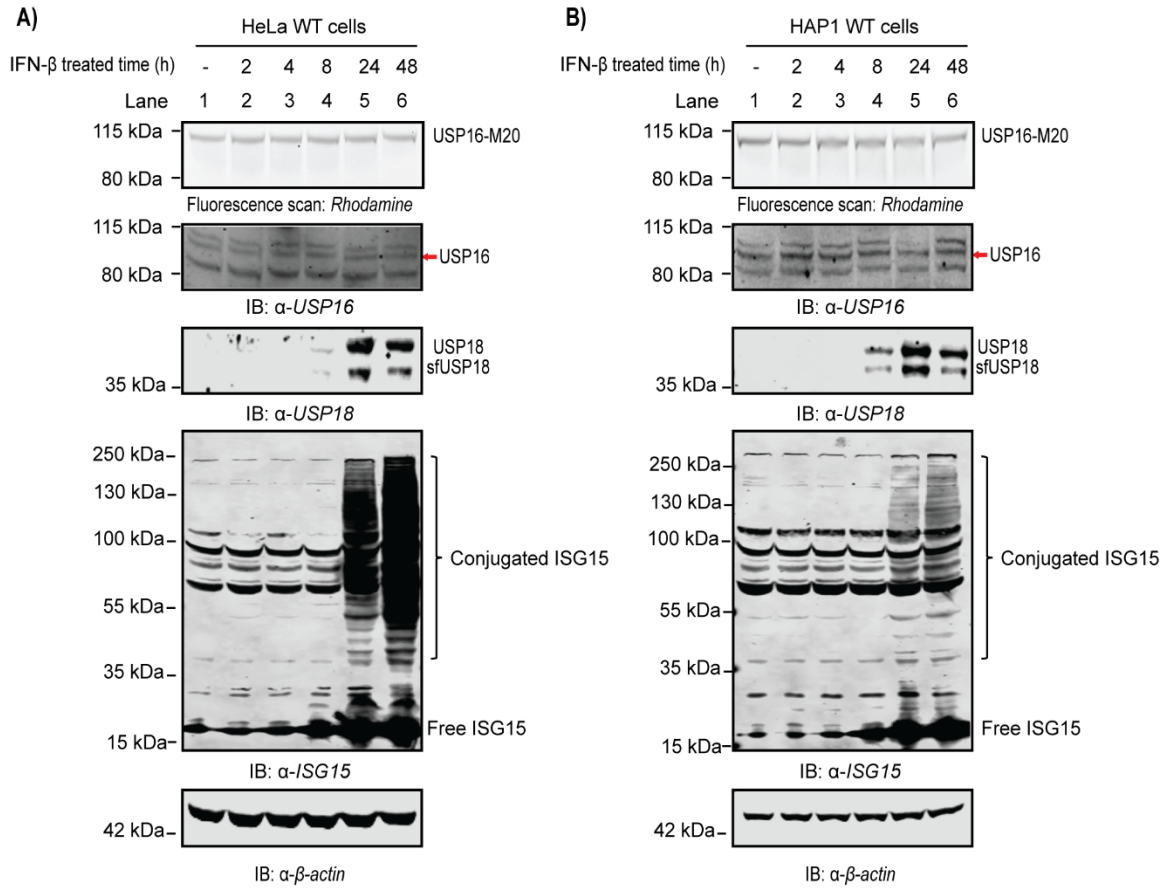 A)
HeLa WT cells
IFN-β treated time (h) - 2 4 8 24 48
Lane 1 2 3 4 5 6
115 kDa
USP16-M20
80 kDa
Fluorescence scan: Rhodamine
115 kDa
USP16
80 kDa
IB: α-USP16
USP18
sfUSP18
35 kDa
IB: α-USP18
250 kDa
130 kDa
100 kDa
Conjugated ISG15
55 kDa
35 kDa
Free ISG15
15 kDa
IB: α-ISG15
42 kDa
IB: α-β-actin
B)
HAP1 WT cells
IFN-β treated time (h) - 2 4 8 24 48
Lane 1 2 3 4 5 6
115 kDa
USP16-M20
80 kDa
Fluorescence scan: Rhodamine
115 kDa
USP16
80 kDa
IB: α-USP16
USP18
sfUSP18
35 kDa
IB: α-USP18
250 kDa
130 kDa
100 kDa
Conjugated ISG15
55 kDa
35 kDa
Free ISG15
15 kDa
IB: α-ISG15
42 kDa
IB: α-β-actin